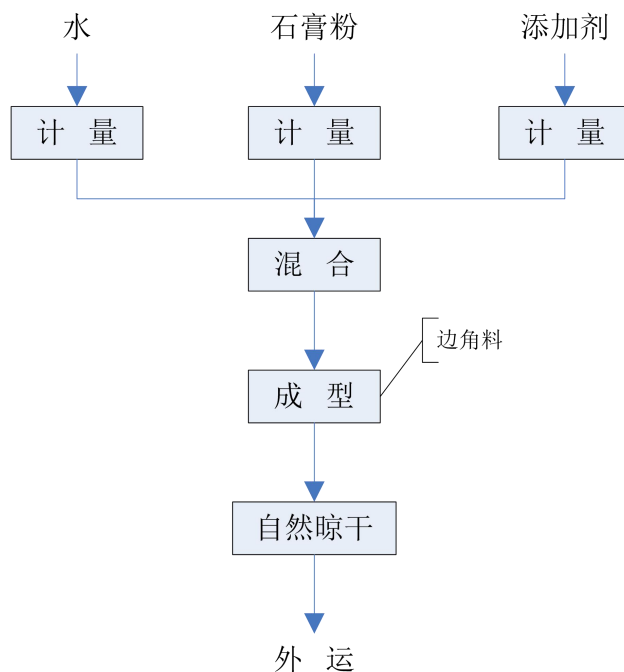 水 石膏粉 添加剂
计 量 计 量 计 量
混 合
边角料
成 型
自然晾干
外 运